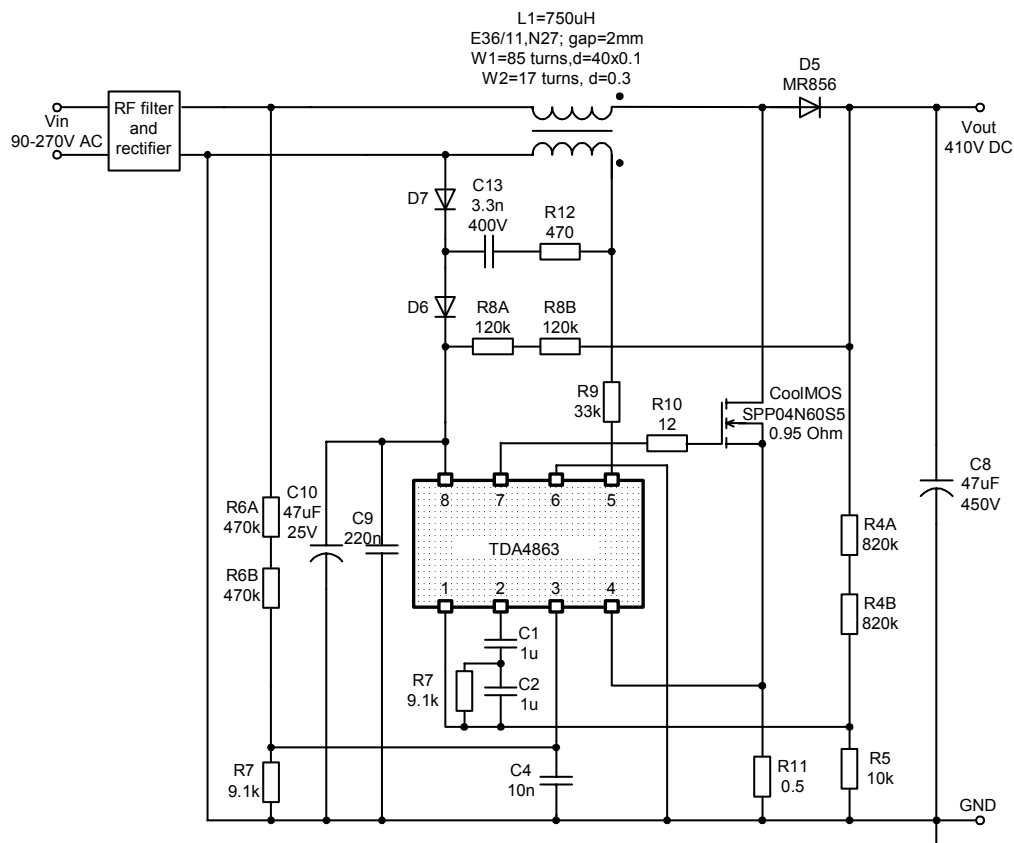 L1=750uH
E36/11,N27; gap=2mm
W1=85 turns,d=40x0.1
W2=17 turns, d=0.3
D5
MR856
RF filter
and
rectifier
Vin
90-270V AC
Vout
410V DC
D7
C13
3.3n
400V
R12
470
D6
R8A
120k
R8B
120k
R9
33k
R10
12
CoolMOS
SPP04N60S5
0.95 Ohm
C8
47uF
450V
R6A
470k
C10
47uF
25V
C9
220n
8
7
6
5
TDA4863
R4A
820k
R6B
470k
1
2
3
4
R4B
820k
C1
1u
R7
9.1k
C2
1u
R7
9.1k
C4
10n
R11
0.5
R5
10k
GND